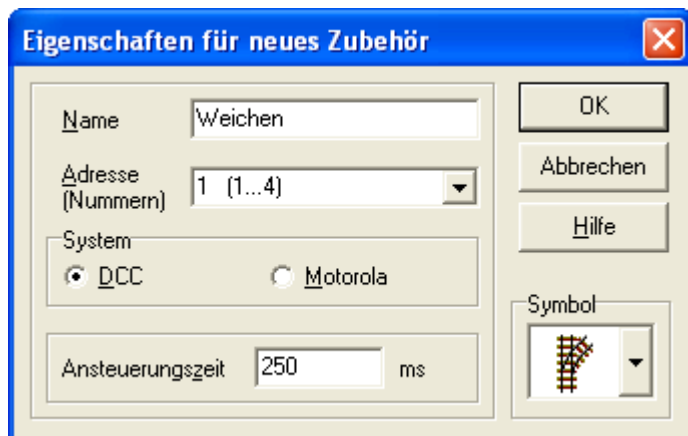 Eigenschaften für neues Zubehör
Name
Weichen
Adresse
(Nummern)
1 (1...4)
System
DCC
Motorola
Ansteuerungszeit
250
ms
OK
Abbrechen
Hilfe
Symbol